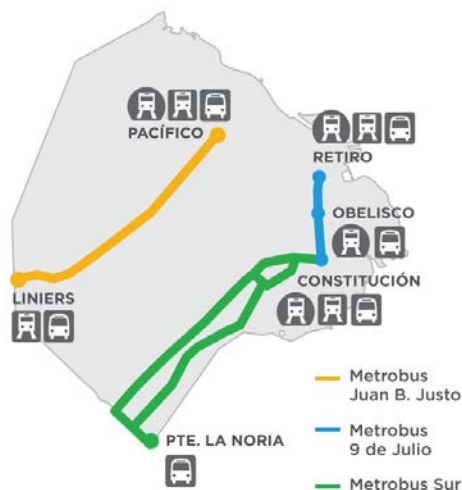 PACÍFICO
RETIRO
OBELISCO
CONSTITUCIÓN
LINIERS
PTE. LA NORIA
Metrobus
Juan B. Justo
Metrobus
9 de Julio
Metrobus Sur